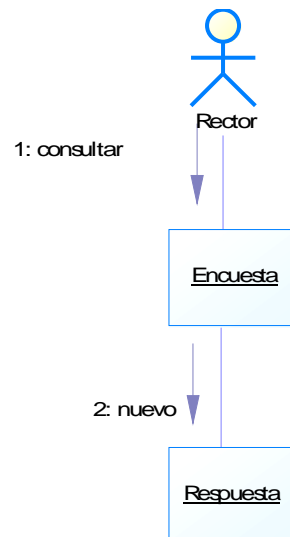 Rector
1: consultar
Encuesta
2: nuevo
Respuesta